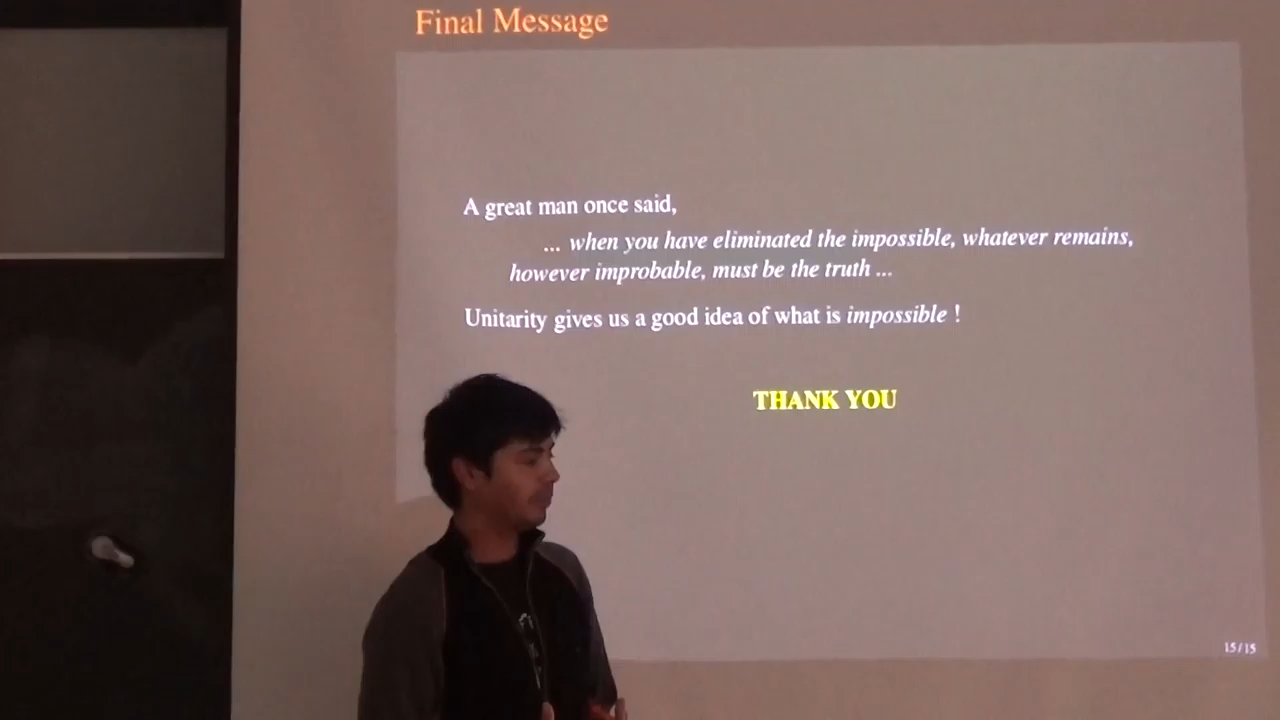 Final Message
A great man once said,
... when you have eliminated the impossible, whatever remains,
however improbable, must be the truth ...
Unitarity gives us a good idea of what is impossible !
THANK YOU
15/15